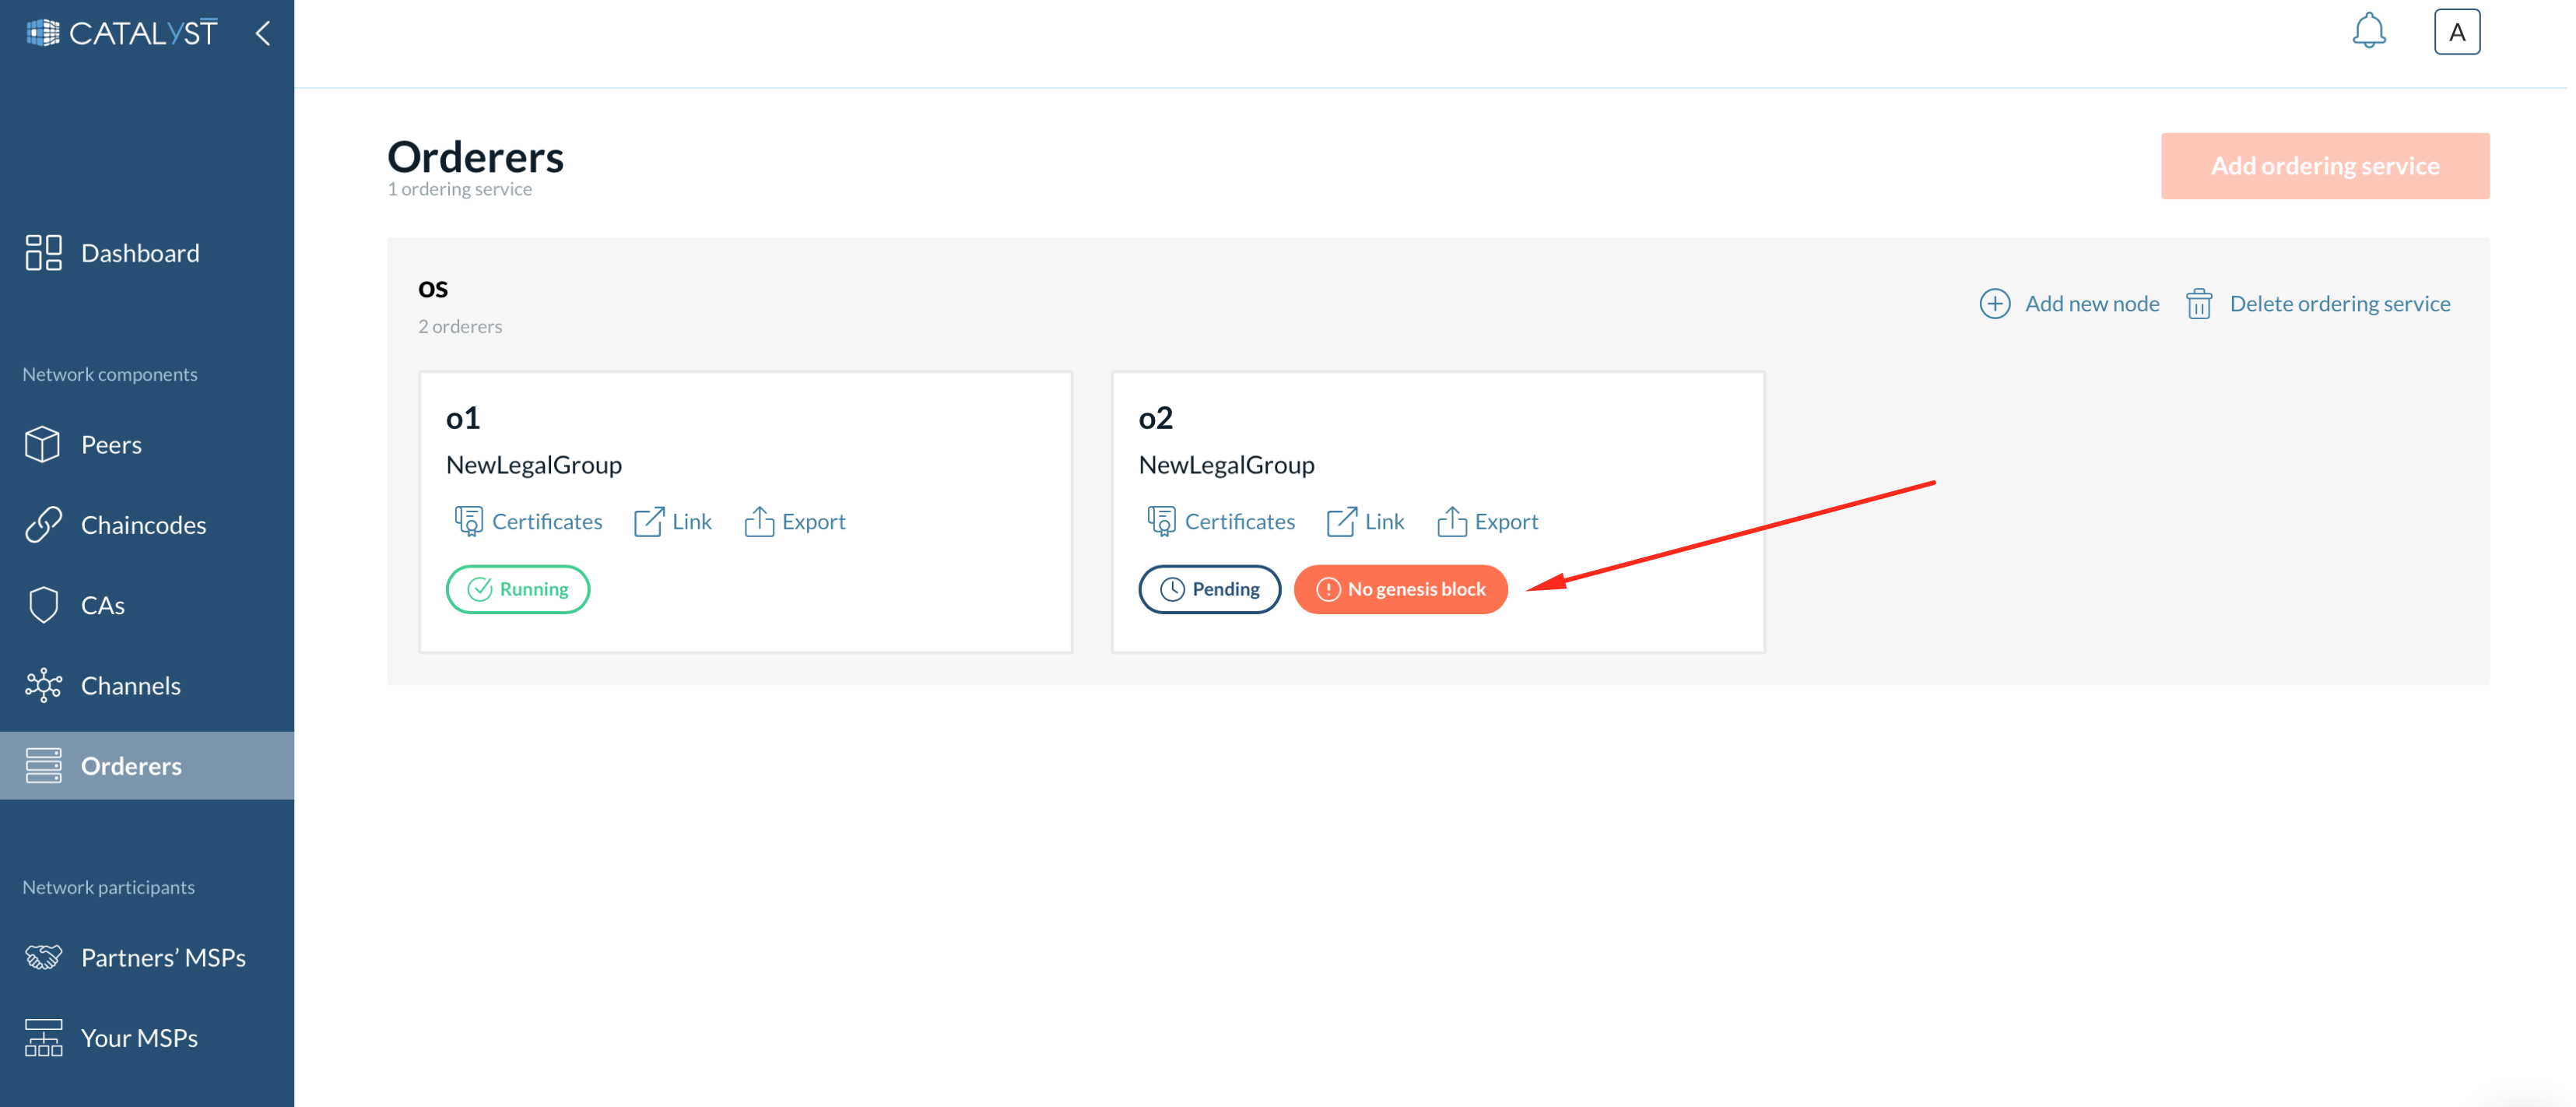 CATALYST
A
Dashboard
Network components
Peers
Chaincodes
CAs
Channels
Orderers
Network participants
Partners’ MSPs
Your MSPs
Orderers
1 ordering service
Add ordering service
os
2 orderers
Add new node
Delete ordering service
o1
NewLegalGroup
Certificates Link Export
Running
o2
NewLegalGroup
Certificates Link Export
Pending No genesis block